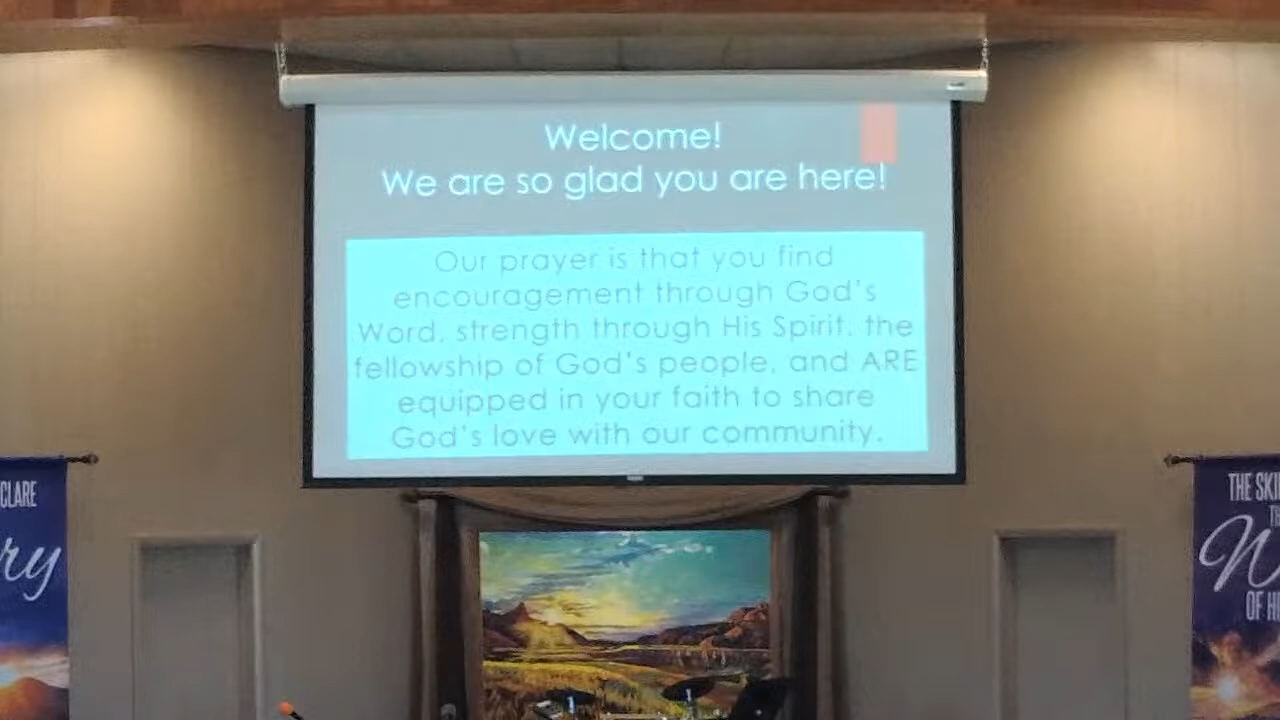 Welcome!
We are so glad you are here!
Our prayer is that you find
encouragement through God's
Word, strength through His Spirit, the
fellowship of God's people, and ARE
equipped in your faith to share
God's love with our community.
CLARE
ry
THE SKI
W
OF H